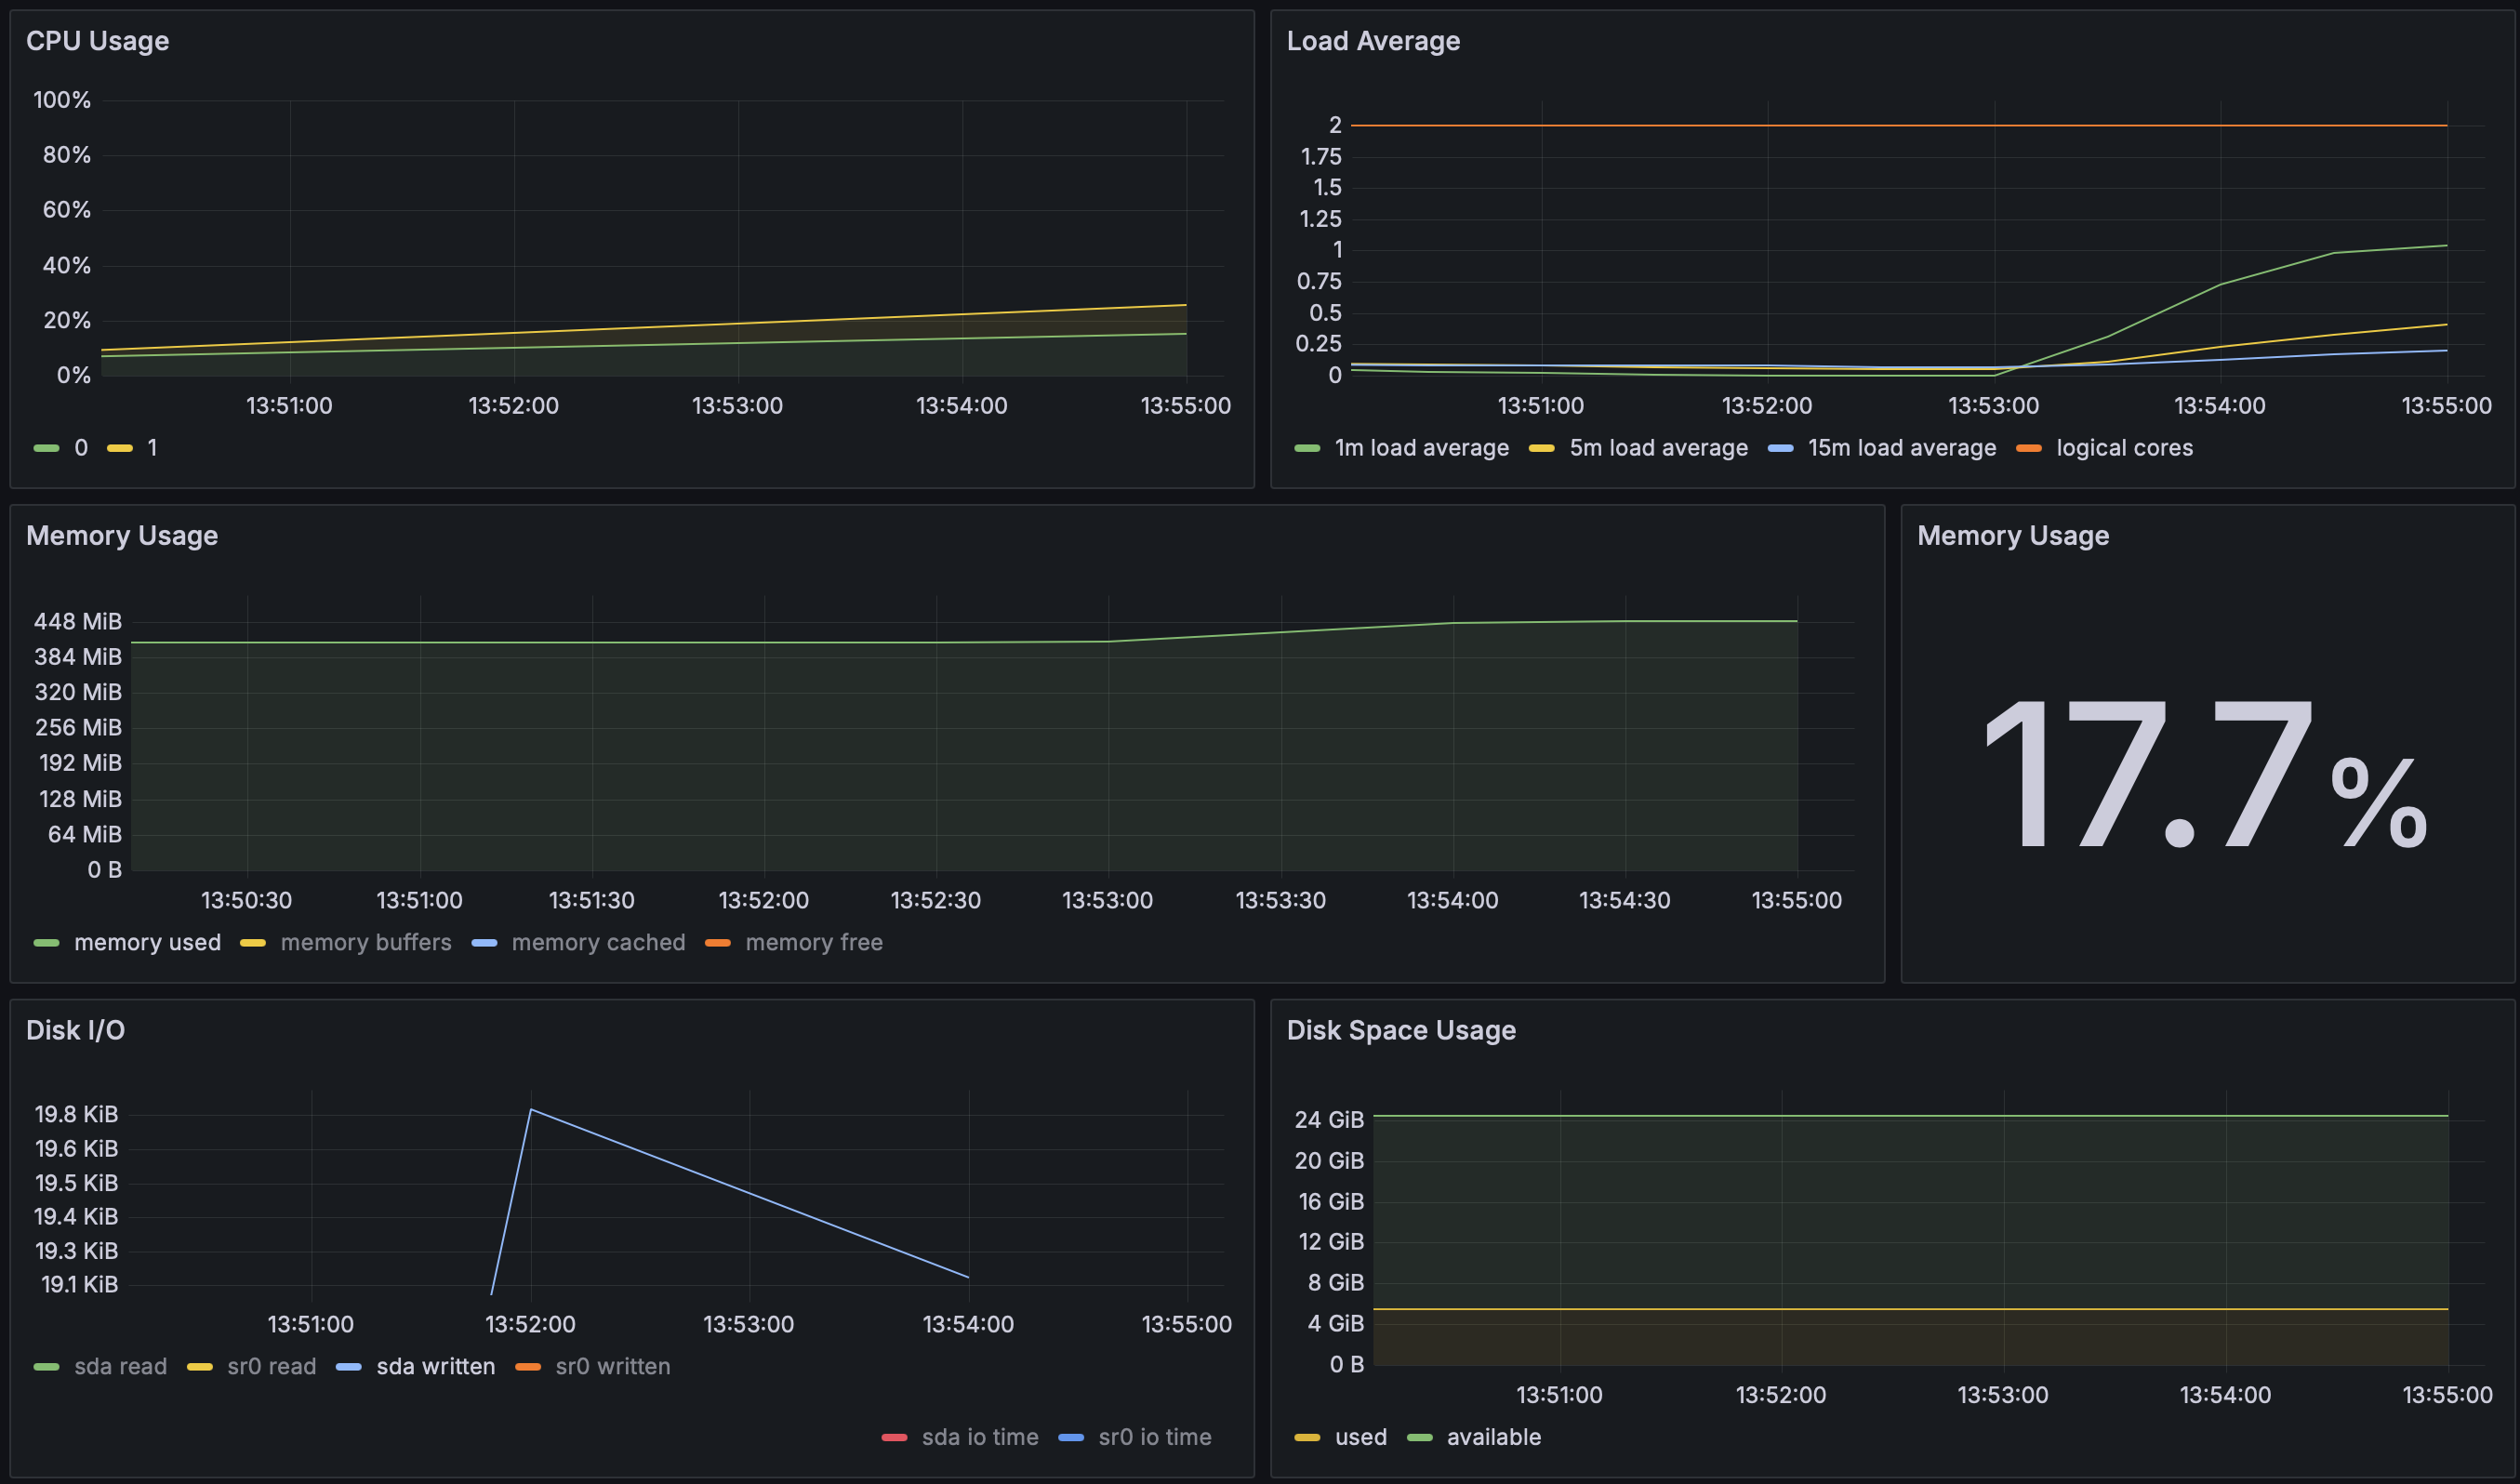 CPU Usage
100%
80%
60%
40%
20%
0%
13:51:00 13:52:00 13:53:00 13:54:00 13:55:00
0 1
Load Average
2
1.75
1.5
1.25
1
0.75
0.5
0.25
0
13:51:00 13:52:00 13:53:00 13:54:00 13:55:00
1m load average 5m load average 15m load average logical cores
Memory Usage
448 MiB
384 MiB
320 MiB
256 MiB
192 MiB
128 MiB
64 MiB
0 B
13:50:30 13:51:00 13:51:30 13:52:00 13:52:30 13:53:00 13:53:30 13:54:00 13:54:30 13:55:00
memory used memory buffers memory cached memory free
Memory Usage
17.7%
Disk I/O
19.8 KiB
19.6 KiB
19.5 KiB
19.4 KiB
19.3 KiB
19.1 KiB
13:51:00 13:52:00 13:53:00 13:54:00 13:55:00
sda read sr0 read sda written sr0 written
sda io time sr0 io time
Disk Space Usage
24 GiB
20 GiB
16 GiB
12 GiB
8 GiB
4 GiB
0 B
13:51:00 13:52:00 13:53:00 13:54:00 13:55:00
used available